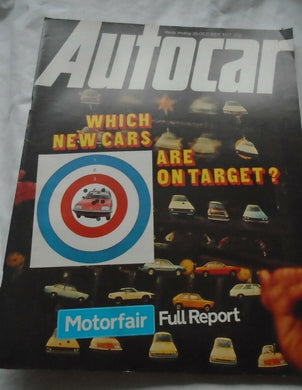 Autocar
WHICH
NEW CARS
ARE
ON TARGET?
Motorfair Full Report